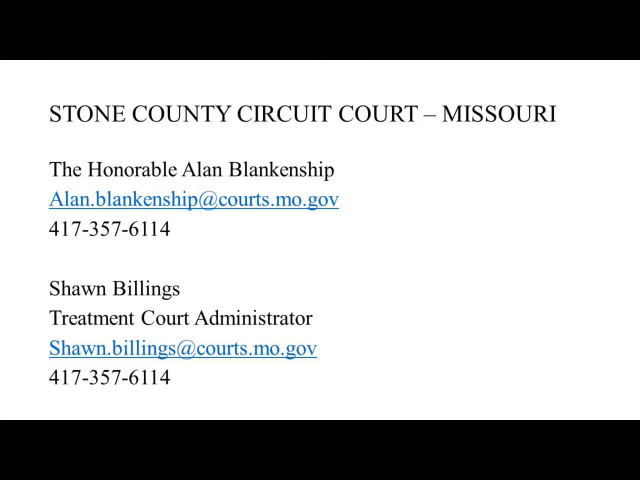 STONE COUNTY CIRCUIT COURT – MISSOURI
The Honorable Alan Blankenship
Alan.blankenship@courts.mo.gov
417-357-6114
Shawn Billings
Treatment Court Administrator
Shawn.billings@courts.mo.gov
417-357-6114